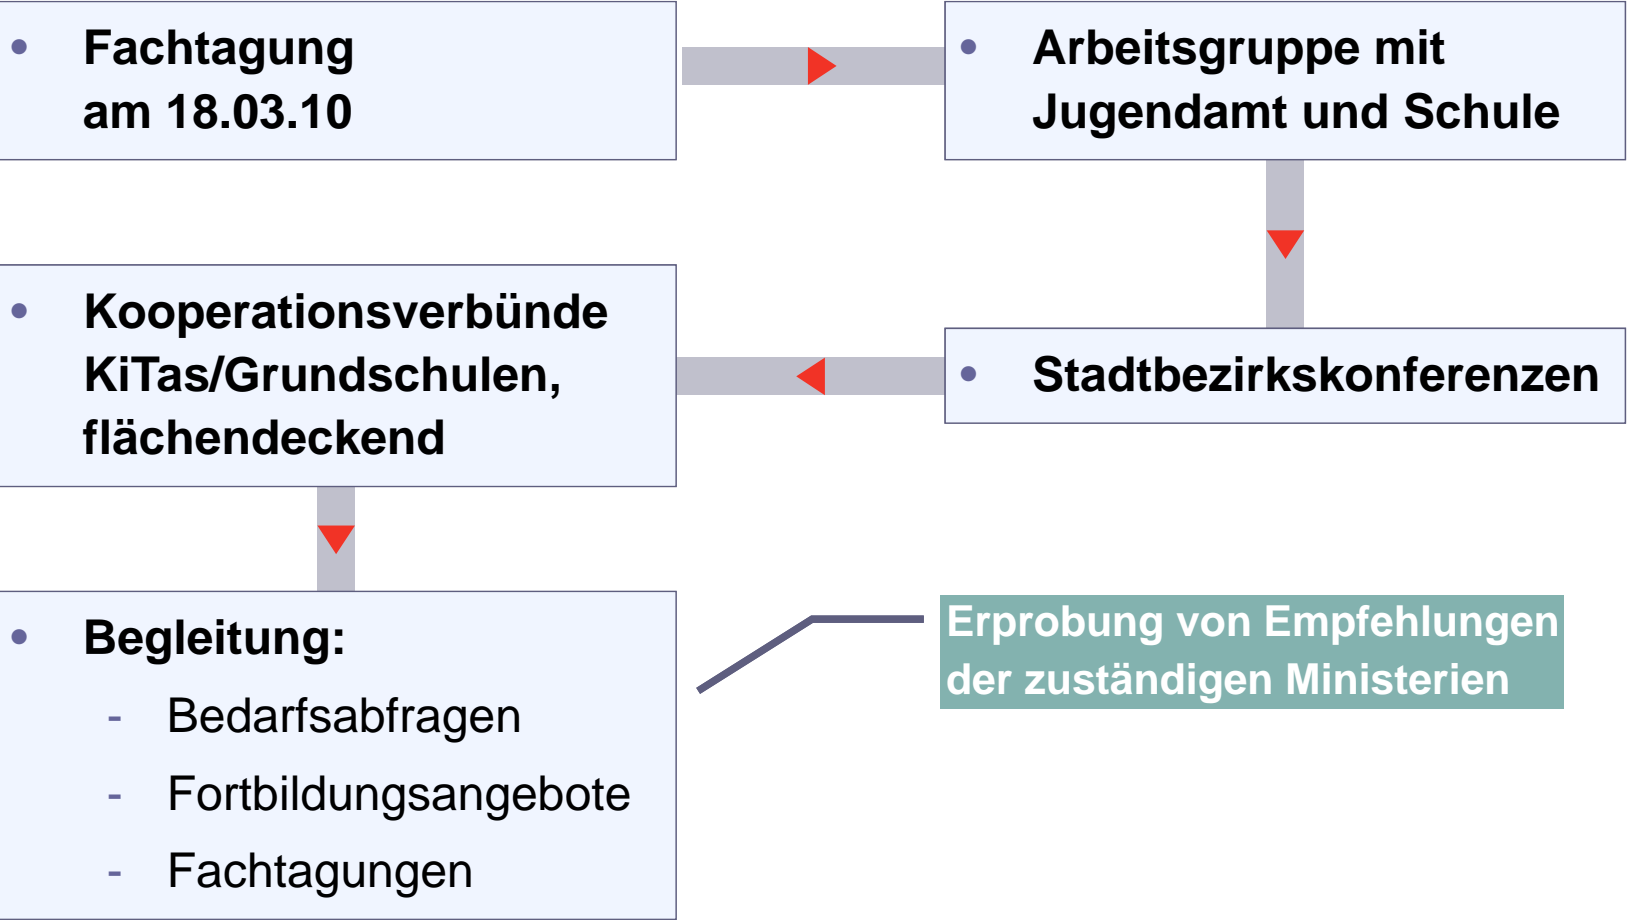 • Fachtagung
am 18.03.10
• Arbeitsgruppe mit
Jugendamt und Schule
• Stadtbezirkskonferenzen
• Kooperationsverbünde
KiTas/Grundschulen,
flächendeckend
• Begleitung:
- Bedarfsabfragen
- Fortbildungsangebote
- Fachtagungen
Erprobung von Empfehlungen
der zuständigen Ministerien